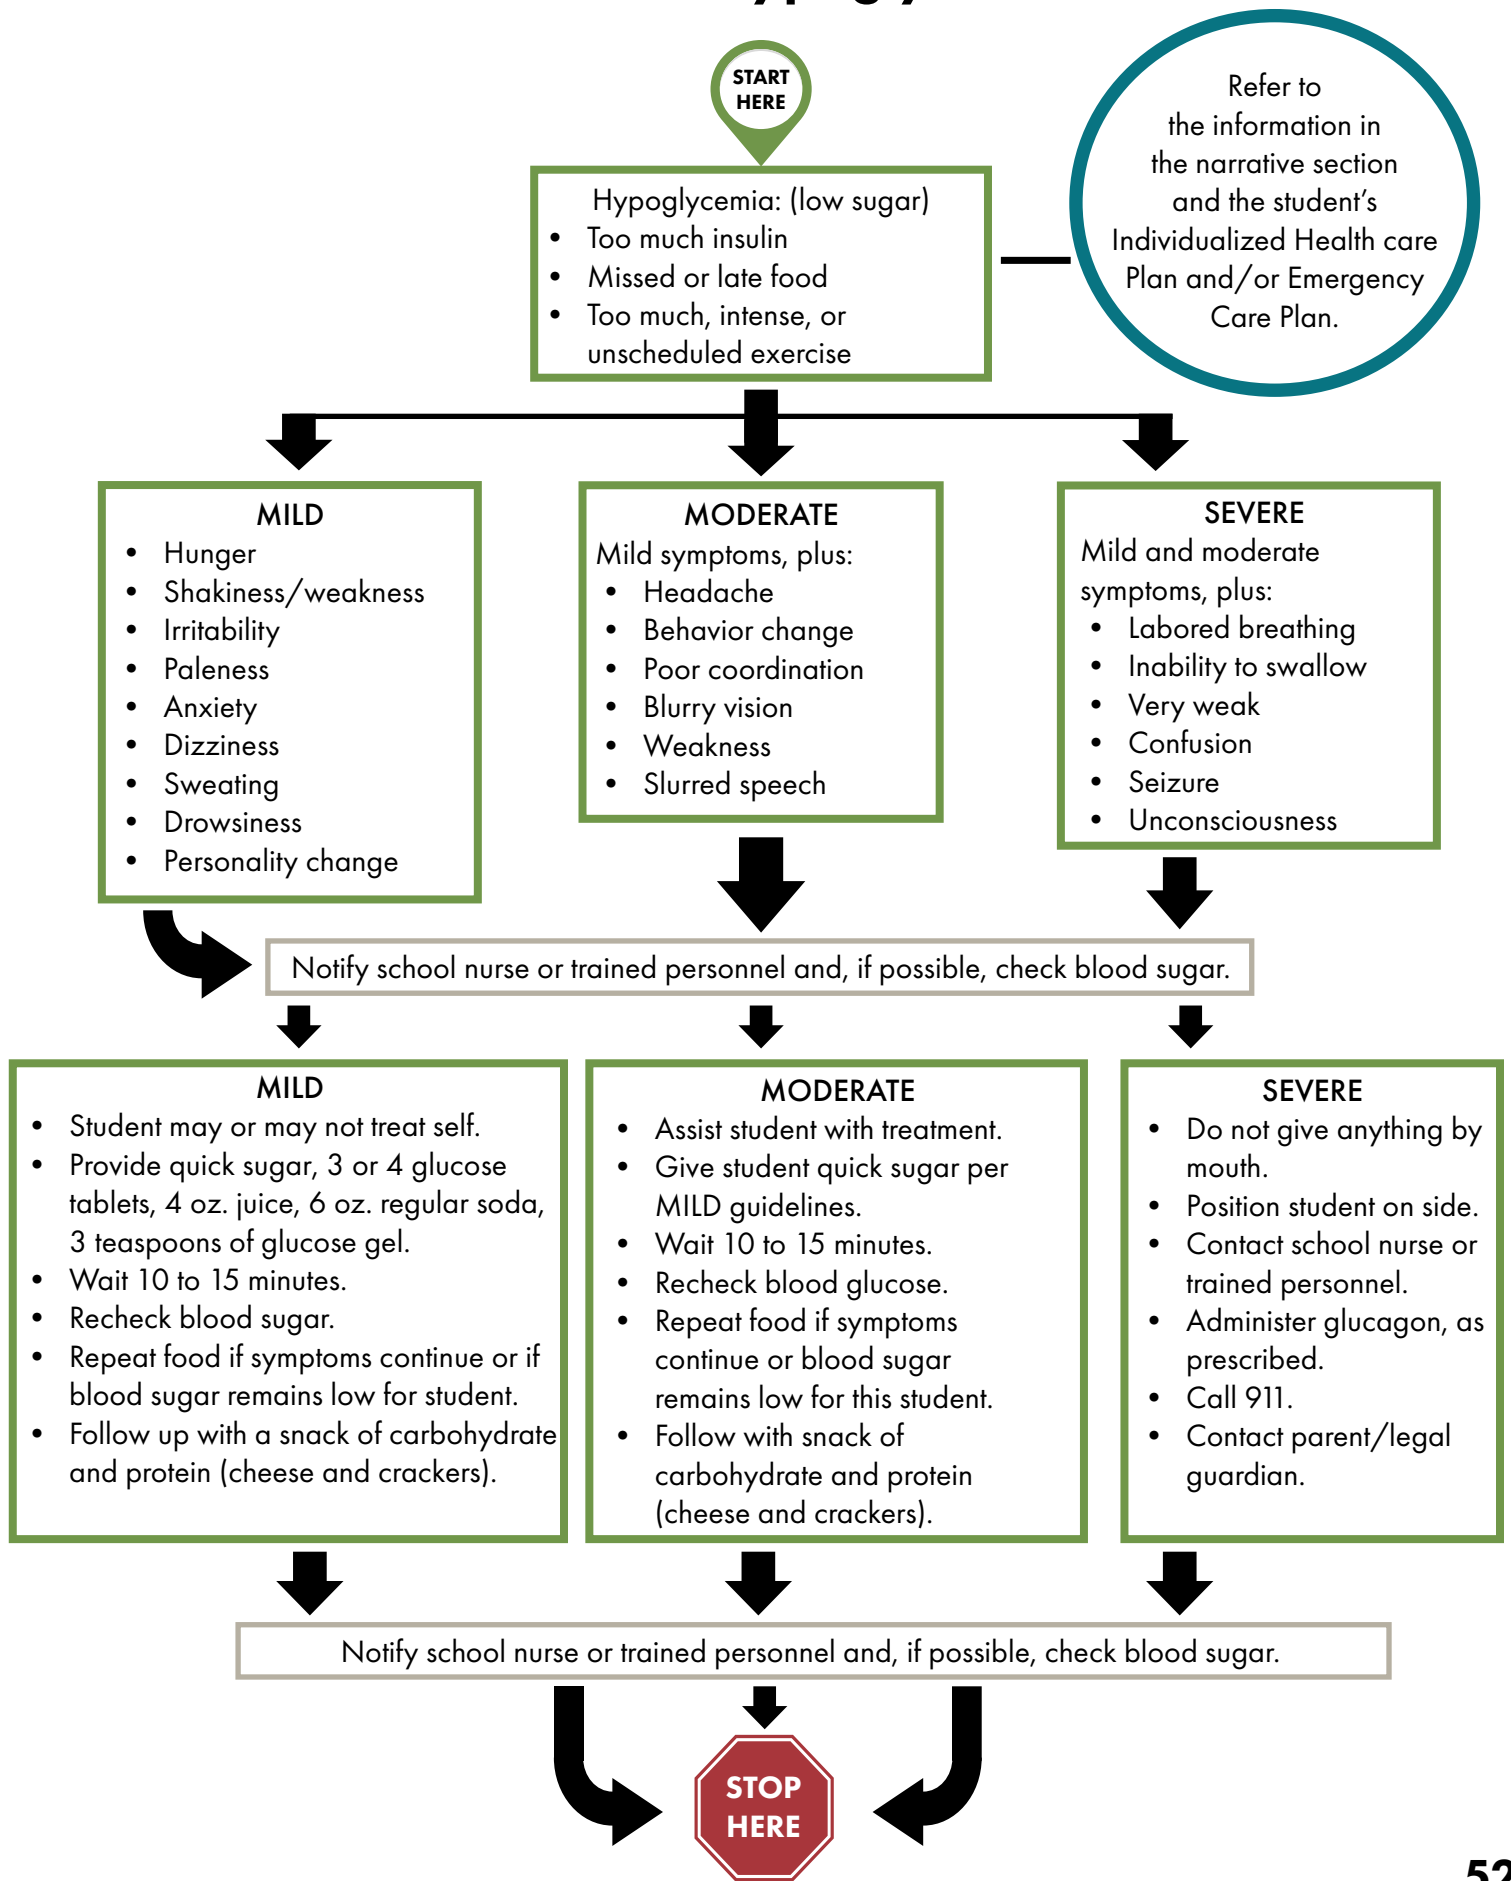 START
HERE
Refer to
the information in
the narrative section
and the student's
Individualized Health care
Plan and/or Emergency
Care Plan.
Hypoglycemia: (low sugar)
• Too much insulin
• Missed or late food
• Too much, intense, or
unscheduled exercise
MILD
• Hunger
• Shakiness/weakness
• Irritability
• Paleness
• Anxiety
• Dizziness
• Sweating
• Drowsiness
• Personality change
MODERATE
Mild symptoms, plus:
• Headache
• Behavior change
• Poor coordination
• Blurry vision
• Weakness
• Slurred speech
SEVERE
Mild and moderate
symptoms, plus:
• Labored breathing
• Inability to swallow
• Very weak
• Confusion
• Seizure
• Unconsciousness
Notify school nurse or trained personnel and, if possible, check blood sugar.
MILD
• Student may or may not treat self.
• Provide quick sugar, 3 or 4 glucose
tablets, 4 oz. juice, 6 oz. regular soda,
3 teaspoons of glucose gel.
• Wait 10 to 15 minutes.
• Recheck blood sugar.
• Repeat food if symptoms continue or if
blood sugar remains low for student.
• Follow up with a snack of carbohydrate
and protein (cheese and crackers).
MODERATE
• Assist student with treatment.
• Give student quick sugar per
MILD guidelines.
• Wait 10 to 15 minutes.
• Recheck blood glucose.
• Repeat food if symptoms
continue or blood sugar
remains low for this student.
• Follow with snack of
carbohydrate and protein
(cheese and crackers).
SEVERE
• Do not give anything by
mouth.
• Position student on side.
• Contact school nurse or
trained personnel.
• Administer glucagon, as
prescribed.
• Call 911.
• Contact parent/legal
guardian.
Notify school nurse or trained personnel and, if possible, check blood sugar.
STOP
HERE
52